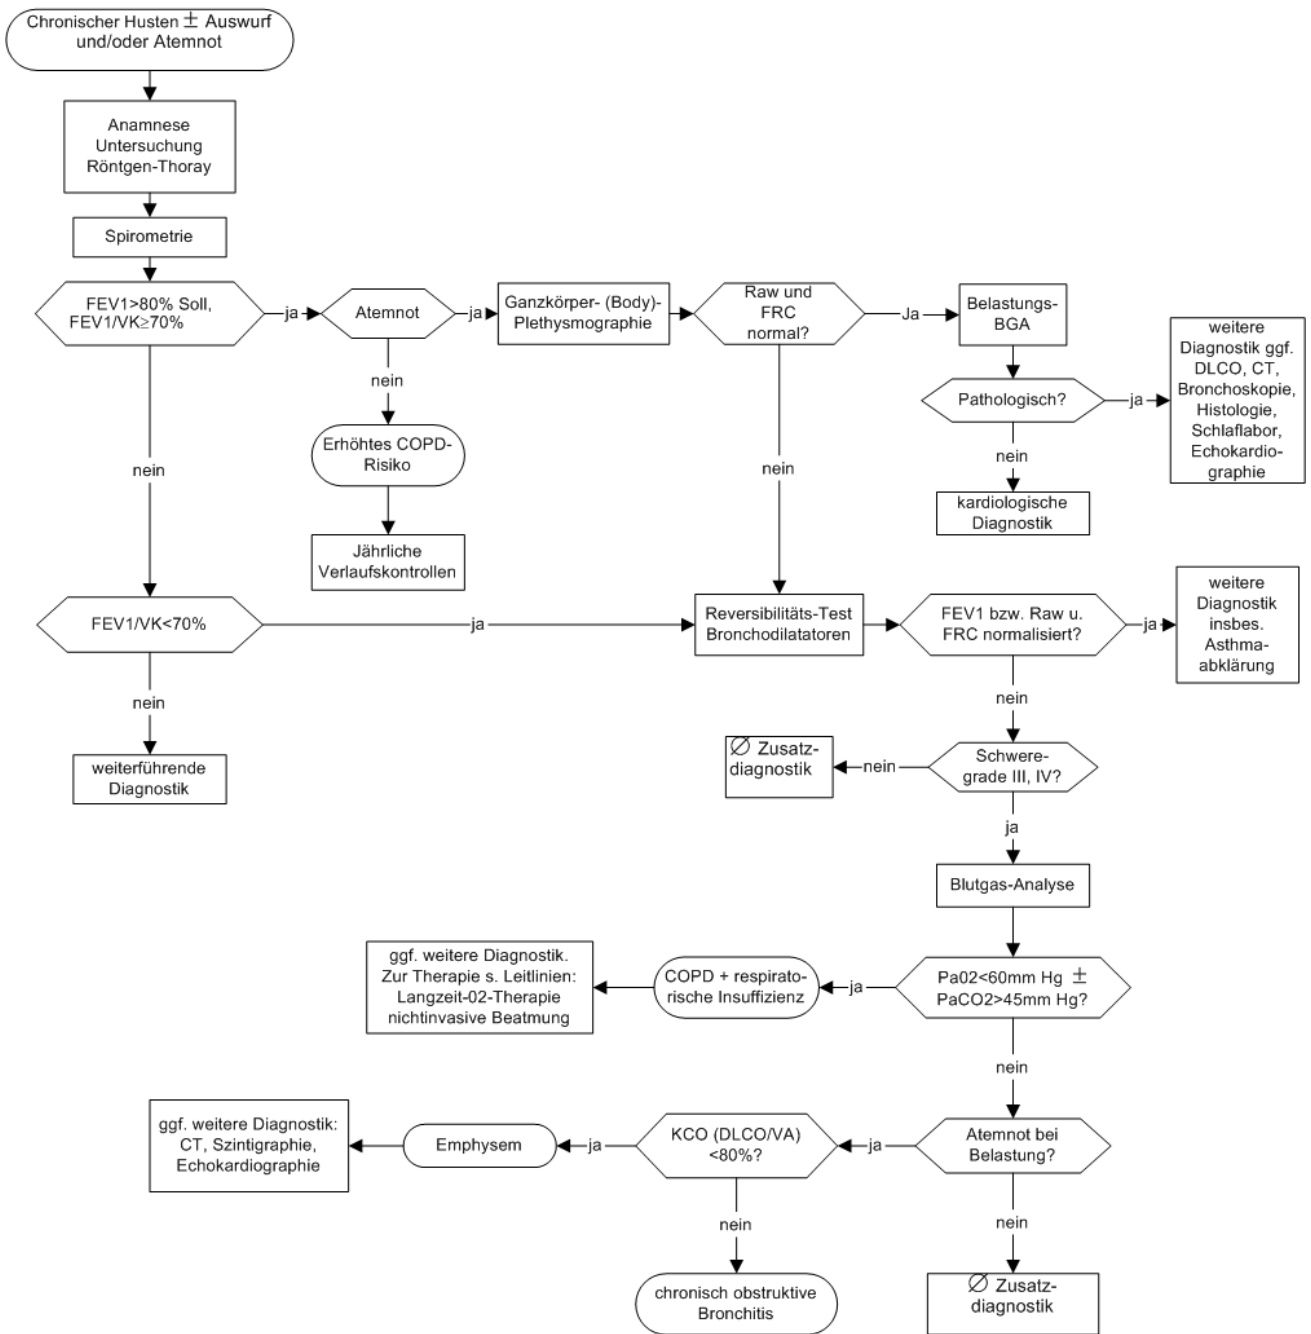 Chronischer Husten ± Auswurf
und/oder Atemnot
Anamnese
Untersuchung
Röntgen-Thoray
Spirometrie
FEV1>80% Soll,
FEV1/VK≥70%
ja
Atemnot
ja
Ganzkörper- (Body)-
Plethysmographie
Raw und
FRC
normal?
Ja
Belastungs-
BGA
weitere
Diagnostik ggf.
DLCO, CT,
Bronchoskopie,
Histologie,
Schlaflabor,
Echokardio-
graphie
nein
Pathologisch?
ja
Erhöhtes COPD-
Risiko
nein
nein
nein
kardiologische
Diagnostik
Jährliche
Verlaufskontrollen
FEV1/VK<70%
ja
Reversibilitäts-Test
Bronchodilatatoren
FEV1 bzw. Raw u.
FRC normalisiert?
ja
weitere
Diagnostik
insbes.
Asthma-
abklärung
nein
nein
weiterführende
Diagnostik
∅ Zusatz-
diagnostik
nein
Schwere-
grade III, IV?
ja
Blutgas-Analyse
ggf. weitere Diagnostik.
Zur Therapie s. Leitlinien:
Langzeit-02-Therapie
nichtinvasive Beatmung
COPD + respirato-
rische Insuffizienz
ja
Pa02<60mm Hg ±
PaCO2>45mm Hg?
nein
ggf. weitere Diagnostik:
CT, Szintigraphie,
Echokardiographie
Emphysem
ja
KCO (DLCO/VA)
<80%?
ja
Atemnot bei
Belastung?
nein
nein
chronisch obstruktive
Bronchitis
∅ Zusatz-
diagnostik